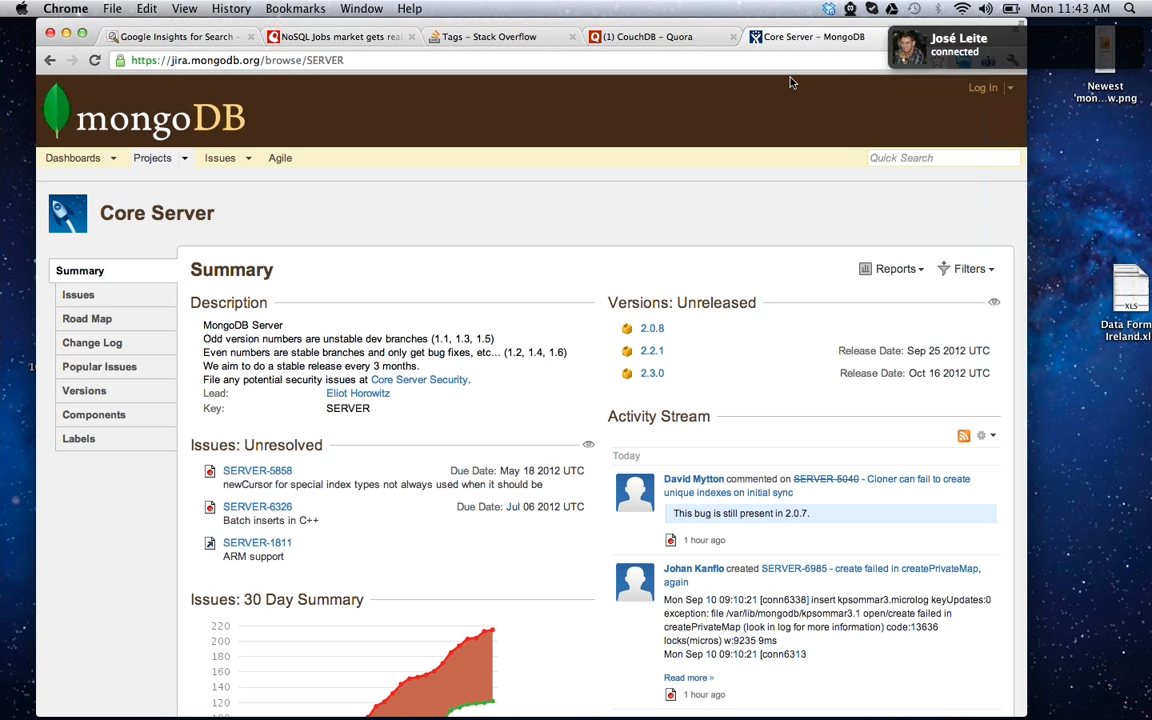 Chrome File Edit View History Bookmarks Window Help Mon 11:43 AM
Google Insights for Search - NoSQL Jobs market gets rea Tags - Stack Overflow (1) CouchDB - Quora Core Server – MongoDB
José Leite
connected
https://jira.mongodb.org/browse/SERVER
Newest
'mon...w.png
Log In
mongoDB
Dashboards Projects Issues Agile Quick Search
Core Server
Summary
Issues
Road Map
Change Log
Popular Issues
Versions
Components
Labels
Summary
Reports Filters
Description
MongoDB Server
Odd version numbers are unstable dev branches (1.1, 1.3, 1.5)
Even numbers are stable branches and only get bug fixes, etc... (1.2, 1.4, 1.6)
We aim to do a stable release every 3 months.
File any potential security issues at Core Server Security.
Lead: Eliot Horowitz
Key: SERVER
Issues: Unresolved
SERVER-5858 Due Date: May 18 2012 UTC
newCursor for special index types not always used when it should be
SERVER-6326 Due Date: Jul 06 2012 UTC
Batch inserts in C++
SERVER-1811
ARM support
Issues: 30 Day Summary
220
200
180
160
140
120
Versions: Unreleased
2.0.8
2.2.1 Release Date: Sep 25 2012 UTC
2.3.0 Release Date: Oct 16 2012 UTC
Activity Stream
Today
David Mytton commented on SERVER-5040 - Cloner can fail to create
unique indexes on initial sync
This bug is still present in 2.0.7.
1 hour ago
Johan Kanflo created SERVER-6985 - create failed in createPrivateMap,
again
Mon Sep 10 09:10:21 [conn6338] insert kpsommar3.microlog keyUpdates:0
exception: file /var/lib/mongodb/kpsommar3.1 open/create failed in
createPrivateMap (look in log for more information) code:13636
locks(micros) w:9235 9ms
Mon Sep 10 09:10:21 [conn6313
Read more »
1 hour ago
XLS
Data Form
Ireland.xl